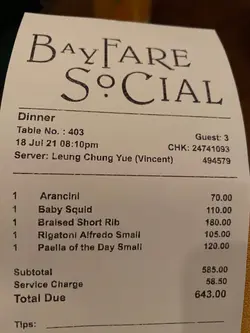 BAYFARE
SOCIAL
Dinner
Table No. : 403
Guest: 3
18 Jul 21 08:10pm
CHK: 24741093
Server: Leung Chung Yue (Vincent)
494579
1 Arancini 70.00
1 Baby Squid 110.00
1 Braised Short Rib 180.00
1 Rigatoni Alfredo Small 105.00
1 Paella of the Day Small 120.00
Subtotal 585.00
Service Charge 58.50
Total Due 643.00
Tips: